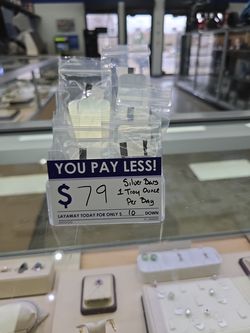 YOU PAY LESS!
$ 79
Silver Bars
1 Troy Ounce
Per Bag
LAYAWAY TODAY FOR ONLY $ 10 DOWN